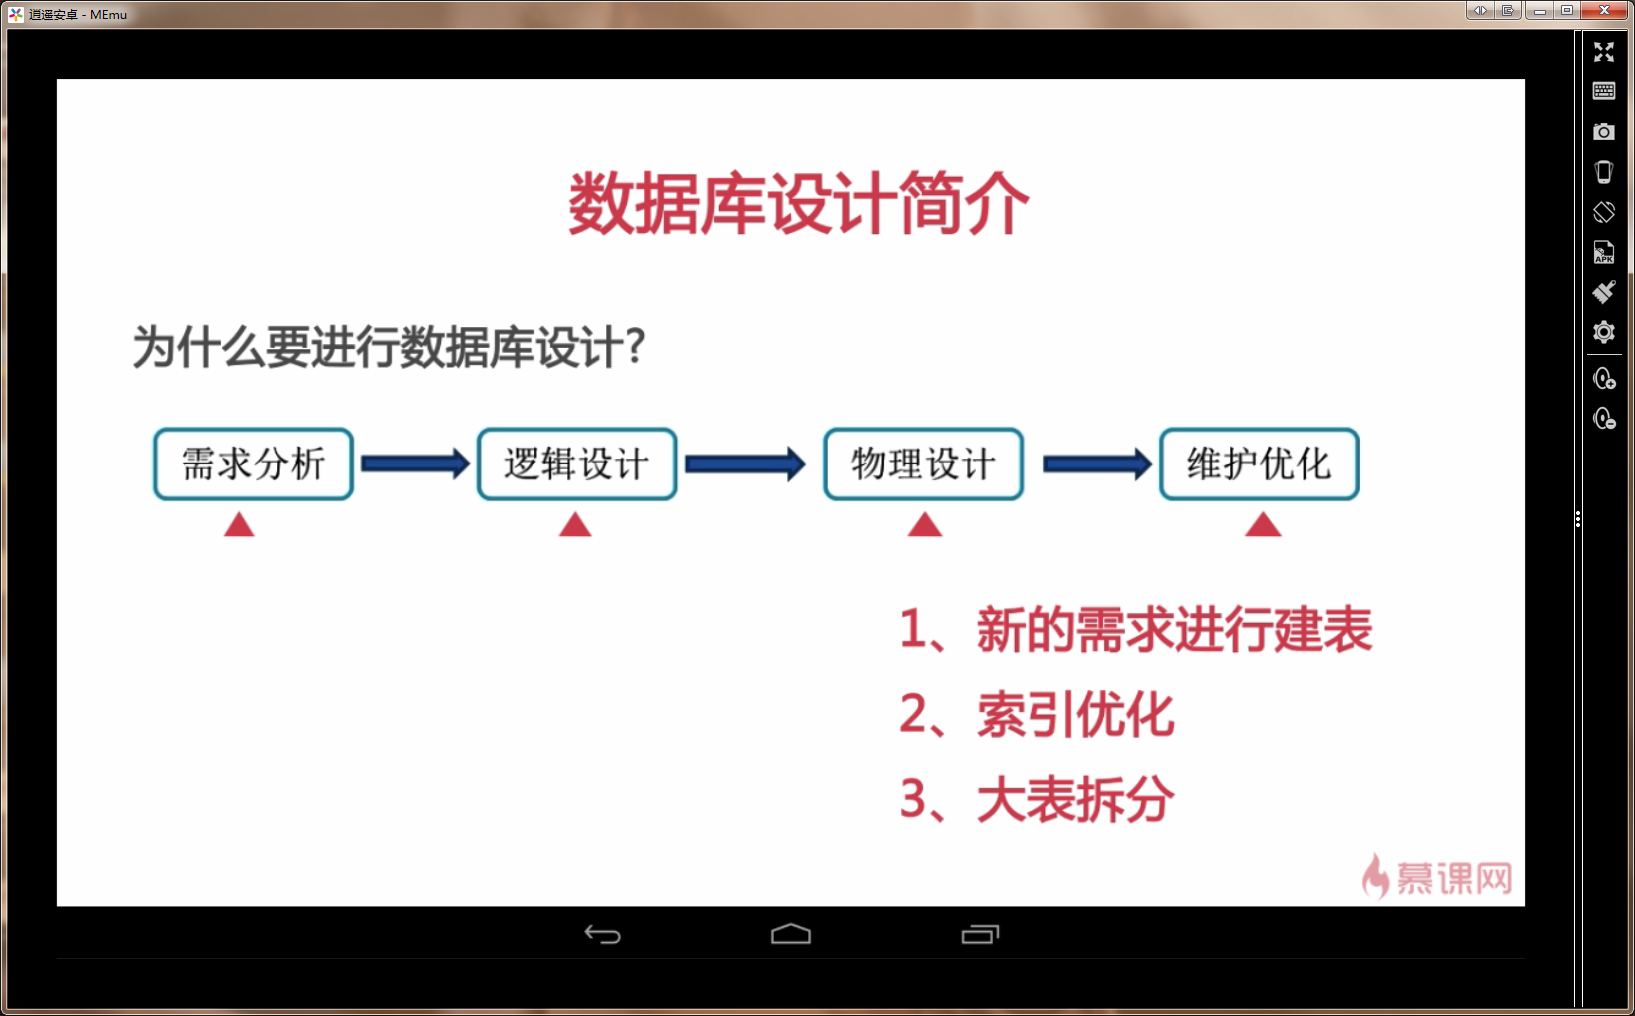 逍遥安卓 - MEmu
数据库设计简介
为什么要进行数据库设计?
需求分析
逻辑设计
物理设计
维护优化
1、新的需求进行建表
2、索引优化
3、大表拆分
慕课网
APK